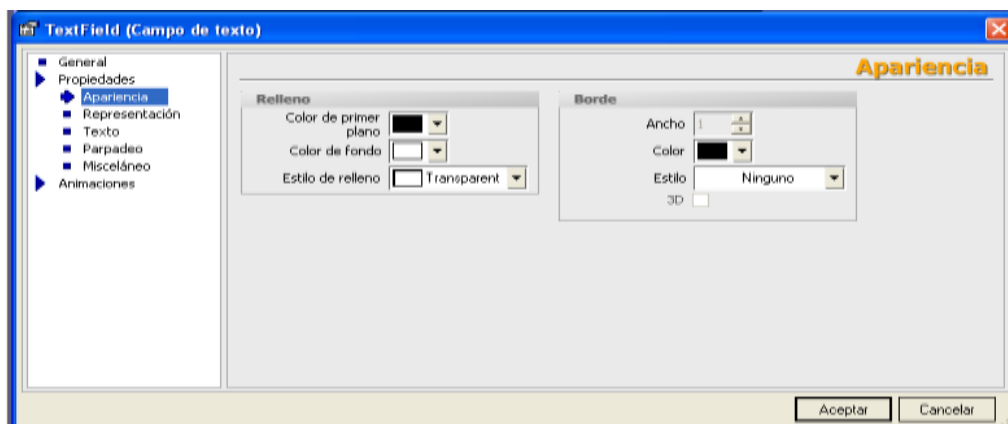 TextField (Campo de texto)
General
Propiedades
Apariencia
Representación
Texto
Parpadeo
Misceláneo
Animaciones
Apariencia
Relleno
Color de primer
plano
Color de fondo
Estilo de relleno Transparent
Borde
Ancho 1
Color
Estilo Ninguno
3D
Aceptar Cancelar